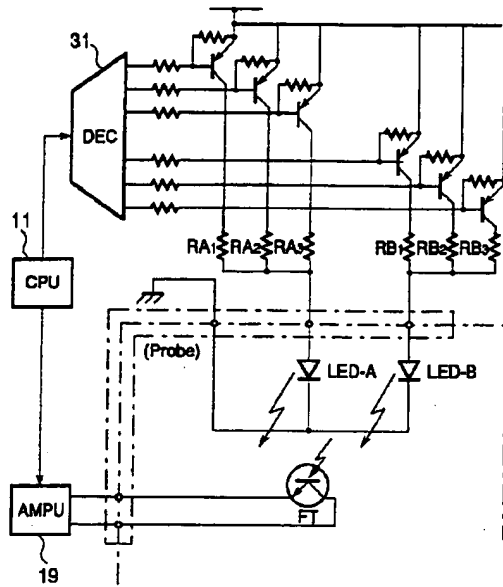 31
DEC
11
CPU
RA1 RA2 RA3 RB1 RB2 RB3
(Probe)
LED-A LED-B
FT
AMPU
19